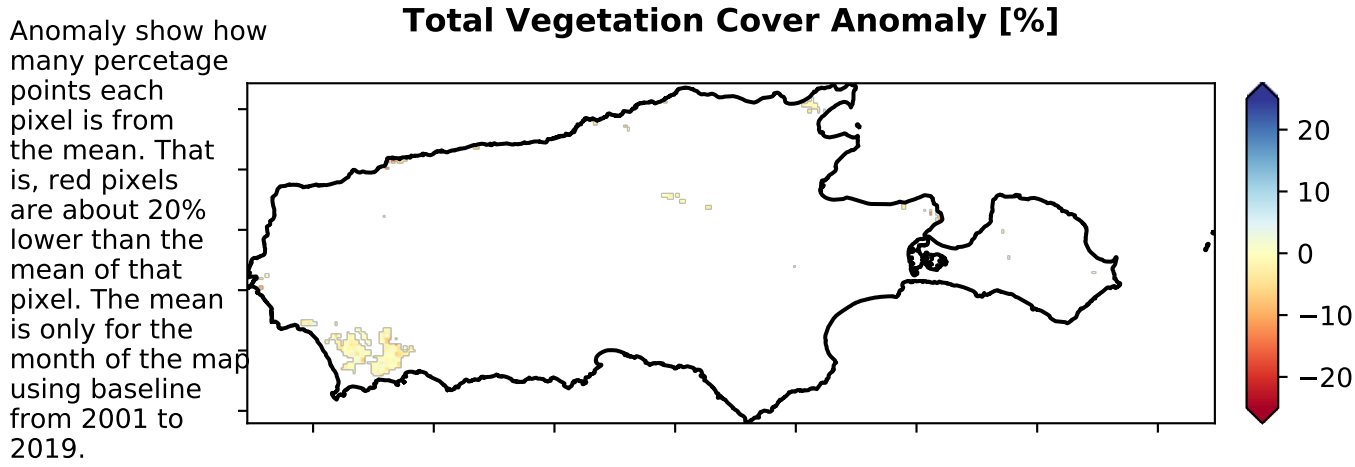 Total Vegetation Cover Anomaly [%]
Anomaly show how
many percetage
points each
pixel is from
the mean. That
is, red pixels
are about 20%
lower than the
mean of that
pixel. The mean
is only for the
month of the map
using baseline
from 2001 to
2019.
20
10
0
−10
−20